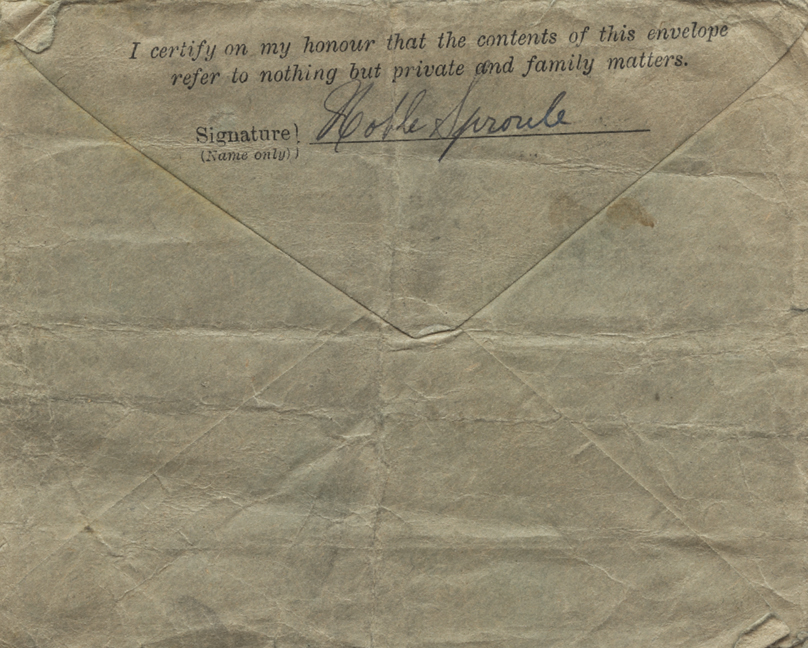 I certify on my honour that the contents of this envelope
refer to nothing but private and family matters.
Signature} Noble Sproule
(Name only)}